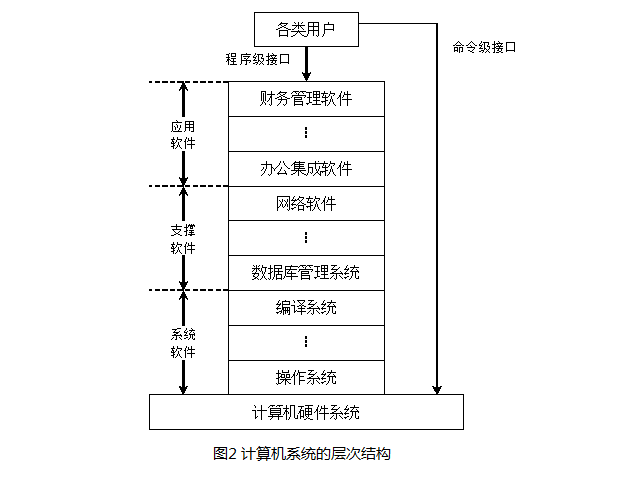 各类用户
程序级接口
命令级接口
财务管理软件
⋮
应用
软件
办公集成软件
网络软件
支撑
软件
⋮
数据库管理系统
编译系统
系统
软件
⋮
操作系统
计算机硬件系统
图2 计算机系统的层次结构